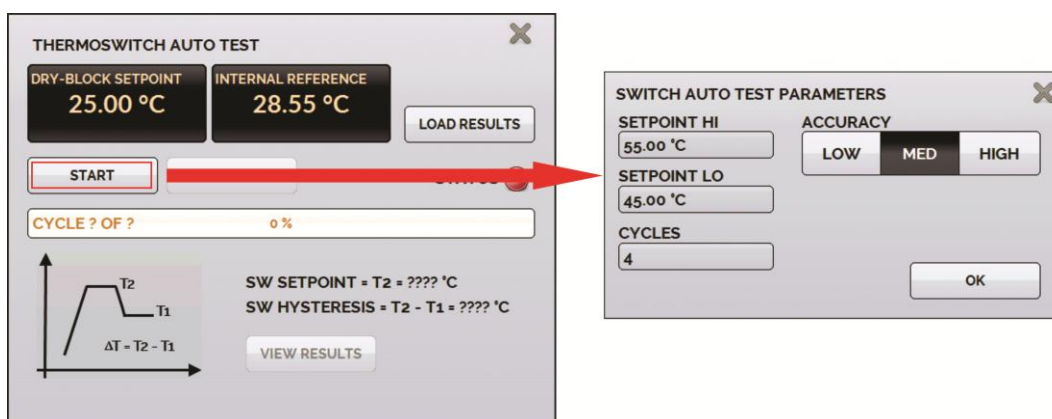 THERMOSWITCH AUTO TEST
DRY-BLOCK SETPOINT
25.00 °C
INTERNAL REFERENCE
28.55 °C
LOAD RESULTS
START
CYCLE ? OF ?
0 %
T2
T1
ΔT = T2 - T1
SW SETPOINT = T2 = ???? °C
SW HYSTERESIS = T2 - T1 = ???? °C
VIEW RESULTS
SWITCH AUTO TEST PARAMETERS
SETPOINT HI
55.00 °C
SETPOINT LO
45.00 °C
CYCLES
4
ACCURACY
LOW MED HIGH
OK